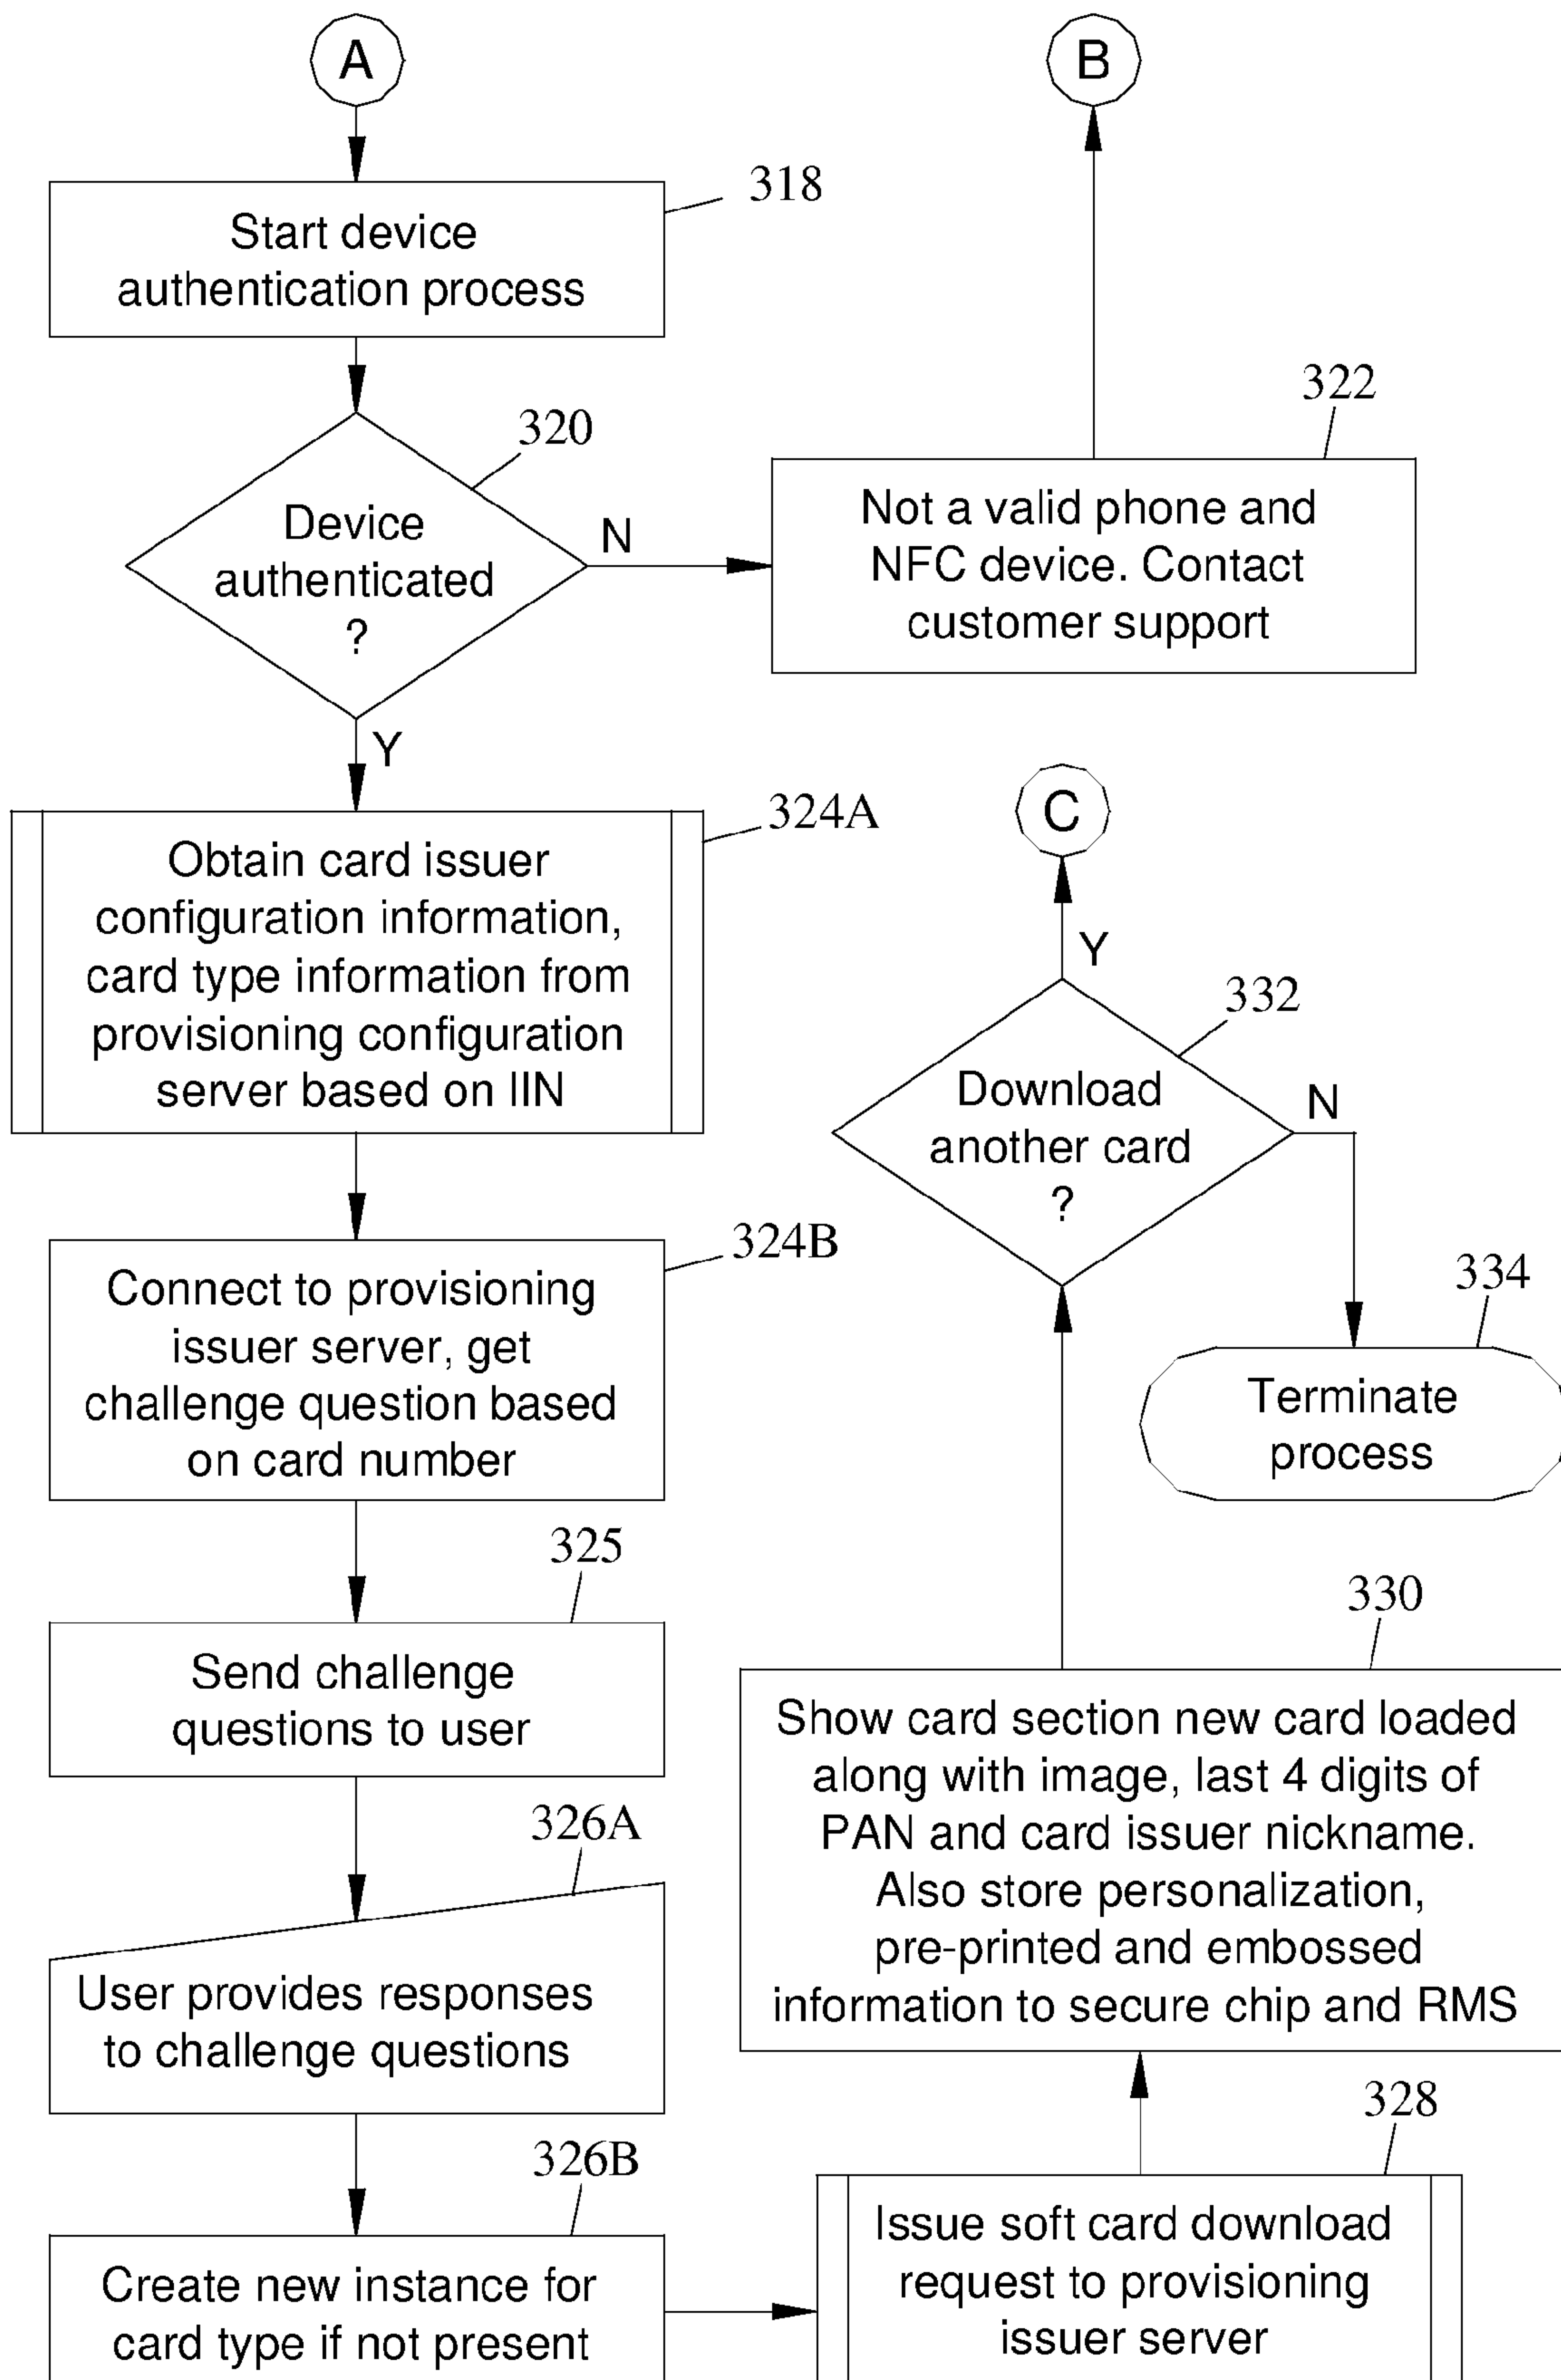 A
318
Start device
authentication process
320
Device
authenticated
?
N
Y
322
Not a valid phone and
NFC device. Contact
customer support
B
324A
Obtain card issuer
configuration information,
card type information from
provisioning configuration
server based on IIN
324B
Connect to provisioning
issuer server, get
challenge question based
on card number
325
Send challenge
questions to user
326A
User provides responses
to challenge questions
326B
Create new instance for
card type if not present
328
Issue soft card download
request to provisioning
issuer server
330
Show card section new card loaded
along with image, last 4 digits of
PAN and card issuer nickname.
Also store personalization,
pre-printed and embossed
information to secure chip and RMS
332
Download
another card
?
Y
C
N
334
Terminate
process